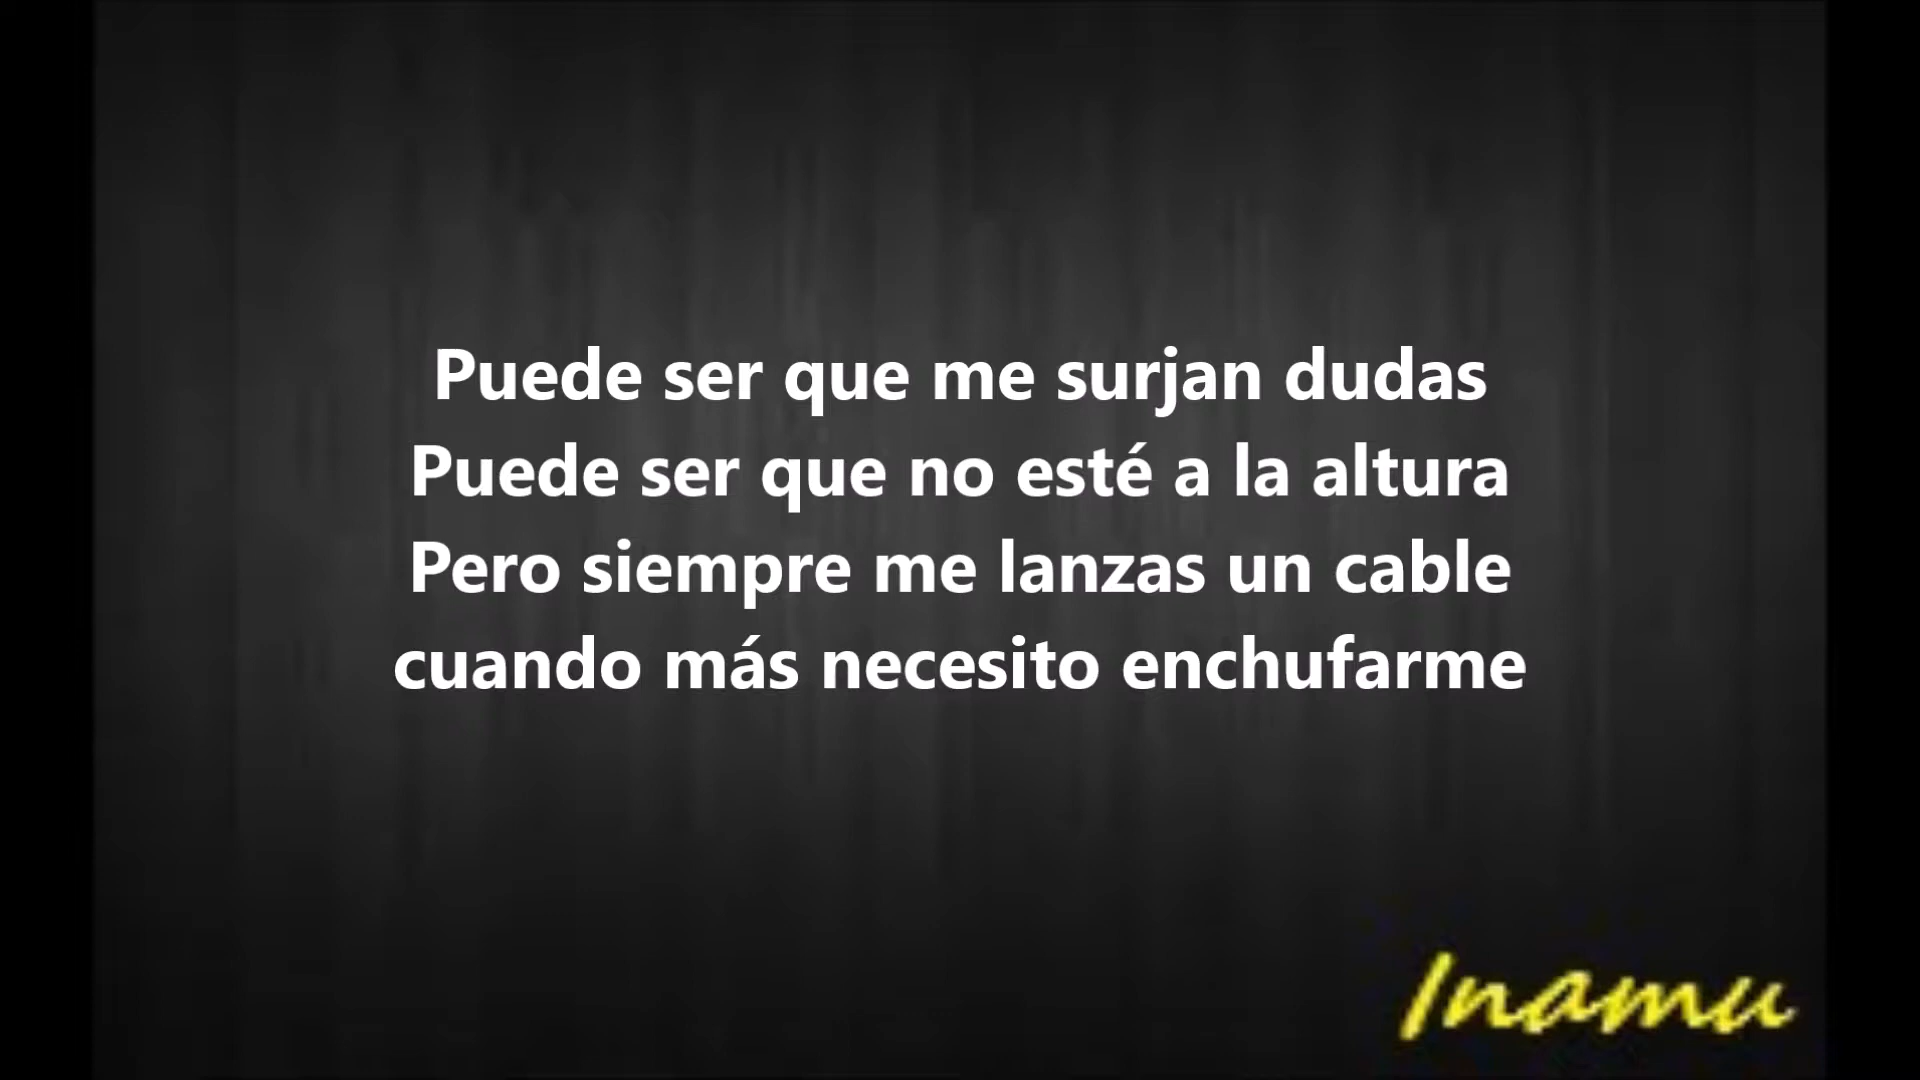 Puede ser que me surjan dudas
Puede ser que no esté a la altura
Pero siempre me lanzas un cable
cuando más necesito enchufarme
Inamu